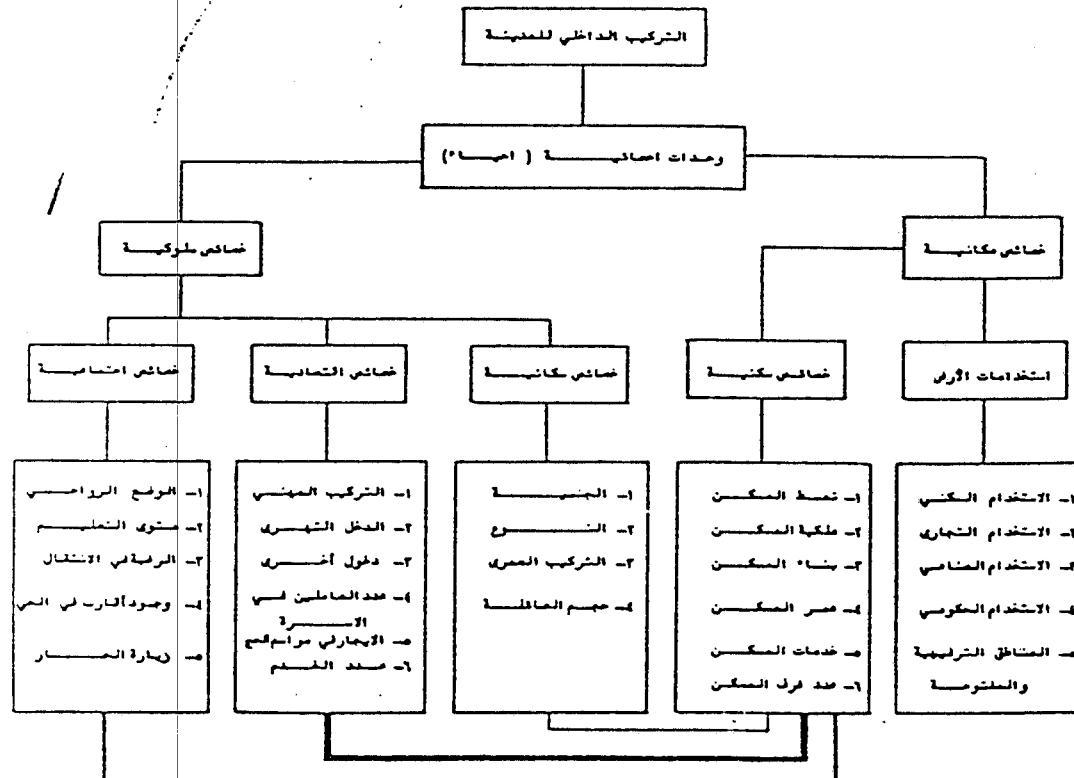 التركيب الداخلي للمدينة
وحدات احصائية ( احياء )
خصائص مكانية
خصائص سلوكية
استخدامات الأرض
خصائص سكنية
خصائص سكانية
خصائص اقتصادية
خصائص اجتماعية
١- الاستخدام السكني
٢- الاستخدام التجارى
٣- الاستخدام الصناعي
٤- الاستخدام الحكومي
٥- المناطق الترفيهية
والمفتوحة
١- نمط المسكن
٢- ملكية المسكن
٣- بناء المسكن
٤- عمر المسكن
٥- خدمات المسكن
٦- عدد غرف المسكن
١- الجنسية
٢- النوع
٣- التركيب العمرى
٤- حجم العائلة
١- التركيب المهني
٢- الدخل الشهرى
٣- دخول أخرى
٤- عدد العاملين في
الاسرة
٥- الايجار في مواسم الحج
٦- عدد الخدم
١- الوضع الزواجي
٢- مستوى التعليم
٣- الرغبة في الانتقال
٤- وجود أقارب في الحي
٥- زيارة الجار